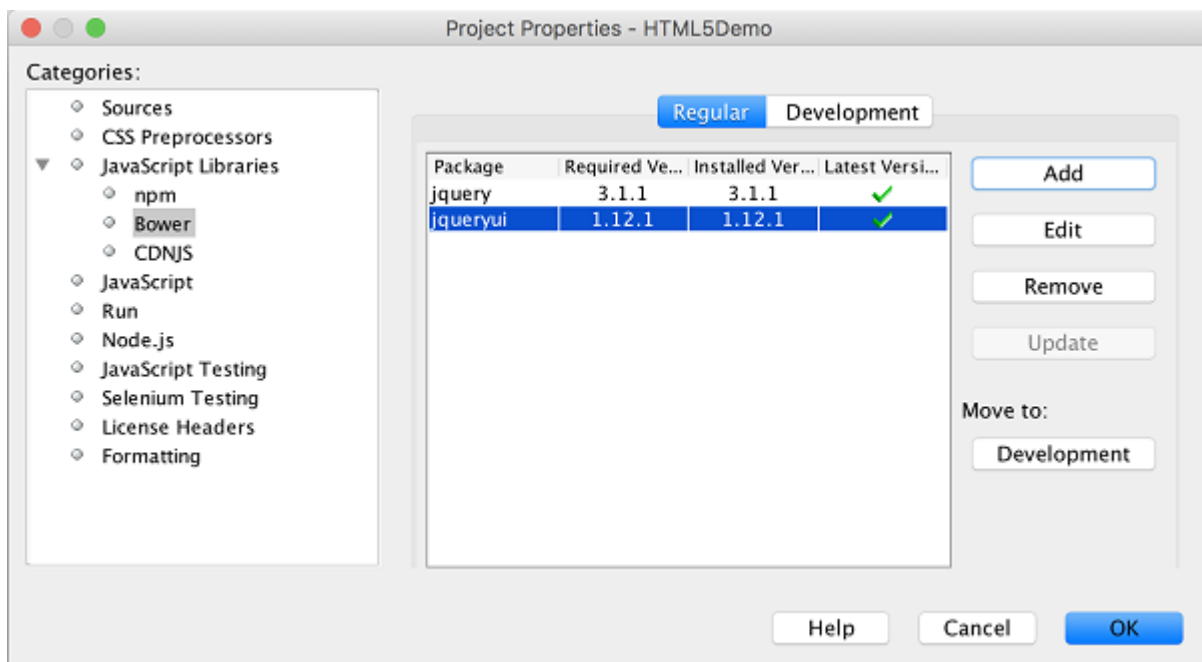 Project Properties - HTML5Demo
Categories:
Sources
CSS Preprocessors
JavaScript Libraries
npm
Bower
CDNJS
JavaScript
Run
Node.js
JavaScript Testing
Selenium Testing
License Headers
Formatting
Regular Development
Package Required Ve... Installed Ver... Latest Versi...
jquery 3.1.1 3.1.1
jqueryui 1.12.1 1.12.1
Add
Edit
Remove
Update
Move to:
Development
Help Cancel OK